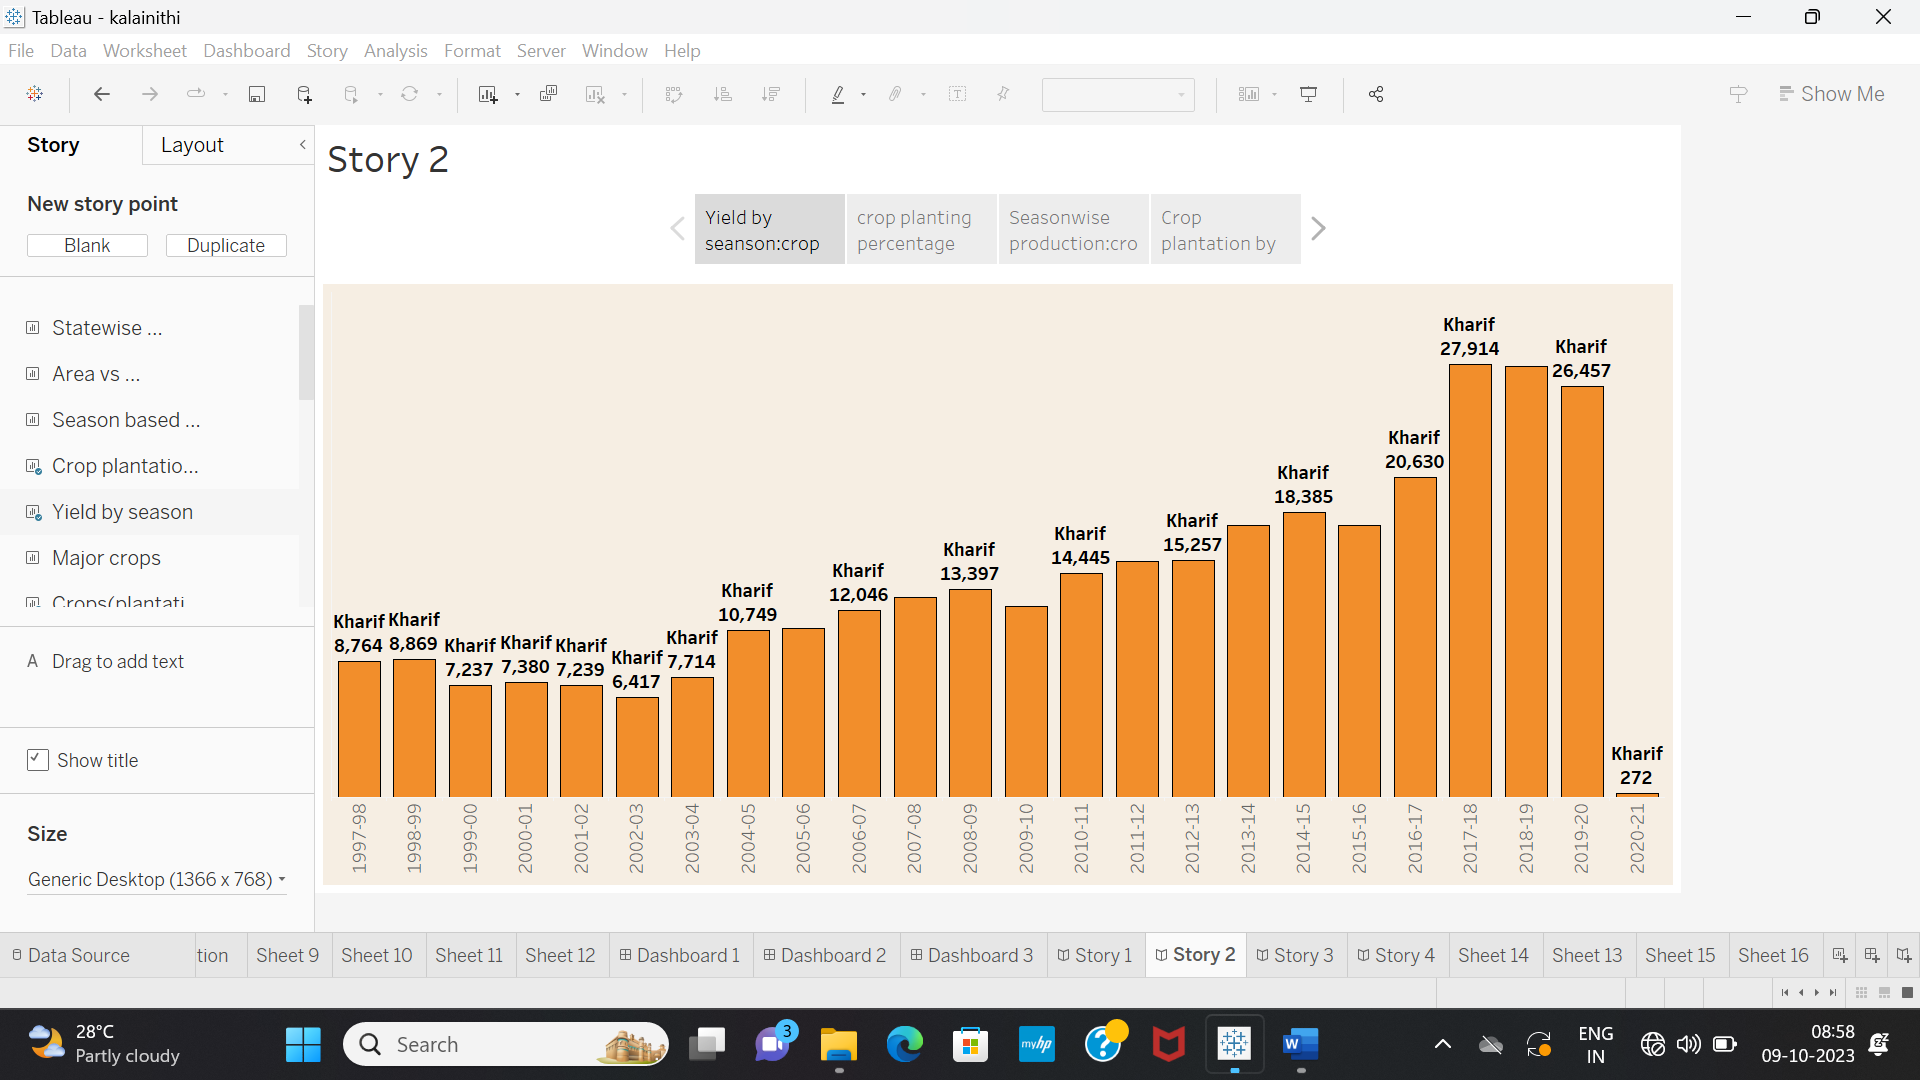 Tableau - kalainithi
File Data Worksheet Dashboard Story Analysis Format Server Window Help
Show Me
Story Layout
New story point
Blank Duplicate
Statewise ...
Area vs ...
Season based ...
Crop plantatio...
Yield by season
Major crops
Crops(plantati
A Drag to add text
Show title
Size
Generic Desktop (1366 x 768)
Story 2
Yield by
seanson:crop
crop planting
percentage
Seasonwise
production:cro
Crop
plantation by
Kharif
8,764
Kharif
8,869
Kharif
7,237
Kharif
7,380
Kharif
7,239
Kharif
6,417
Kharif
7,714
Kharif
10,749
Kharif
12,046
Kharif
13,397
Kharif
14,445
Kharif
15,257
Kharif
18,385
Kharif
20,630
Kharif
27,914
Kharif
26,457
Kharif
272
1997-98
1998-99
1999-00
2000-01
2001-02
2002-03
2003-04
2004-05
2005-06
2006-07
2007-08
2008-09
2009-10
2010-11
2011-12
2012-13
2013-14
2014-15
2015-16
2016-17
2017-18
2018-19
2019-20
2020-21
Data Source tion Sheet 9 Sheet 10 Sheet 11 Sheet 12 Dashboard 1 Dashboard 2 Dashboard 3 Story 1 Story 2 Story 3 Story 4 Sheet 14 Sheet 13 Sheet 15 Sheet 16
28°C
Partly cloudy
Search
3
myhp
?
W
ENG
IN
08:58
09-10-2023